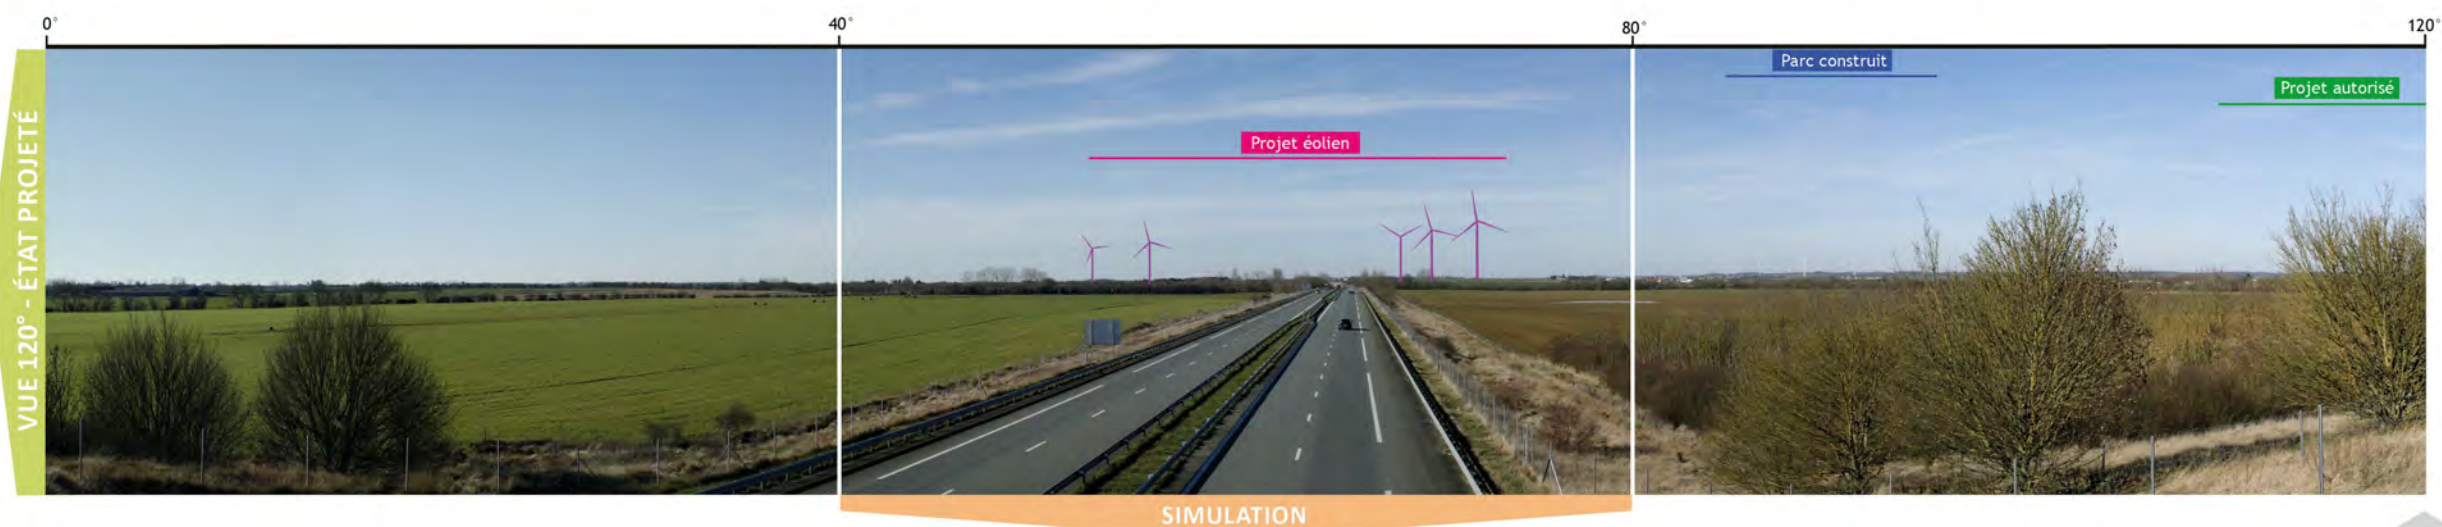 0°
40°
80°
120°
Parc construit
Projet autorisé
Projet éolien
VUE 120° - ÉTAT PROJETÉ
SIMULATION